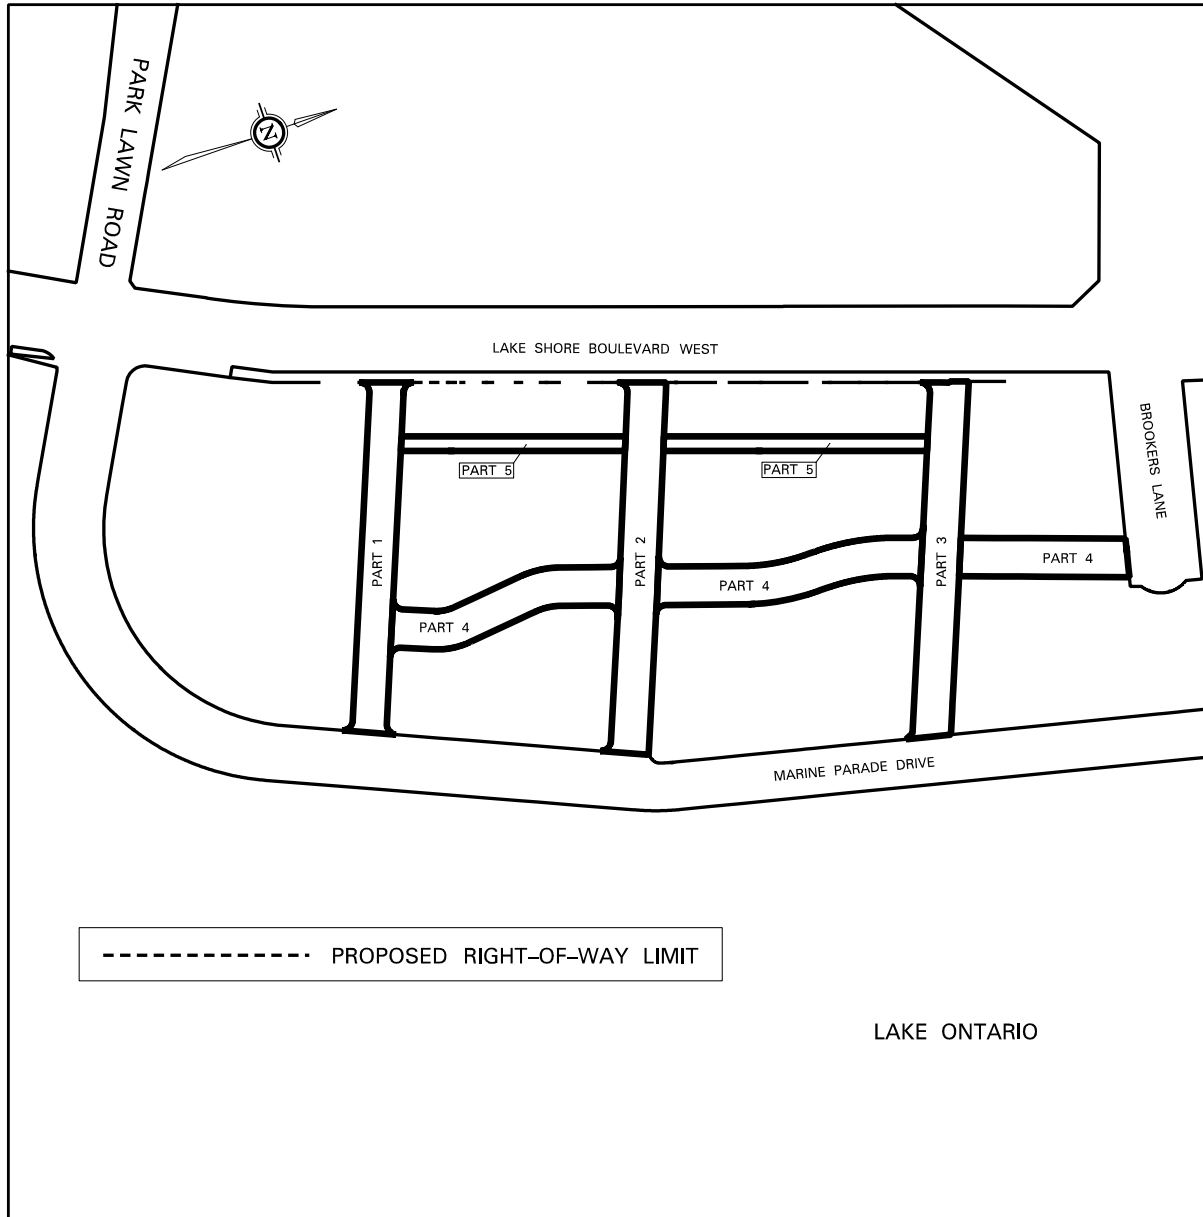 PARK LAWN ROAD
N
LAKE SHORE BOULEVARD WEST
BROOKERS LANE
PART 5
PART 5
PART 1
PART 2
PART 3
PART 4
PART 4
PART 4
MARINE PARADE DRIVE
PROPOSED RIGHT–OF–WAY LIMIT
LAKE ONTARIO